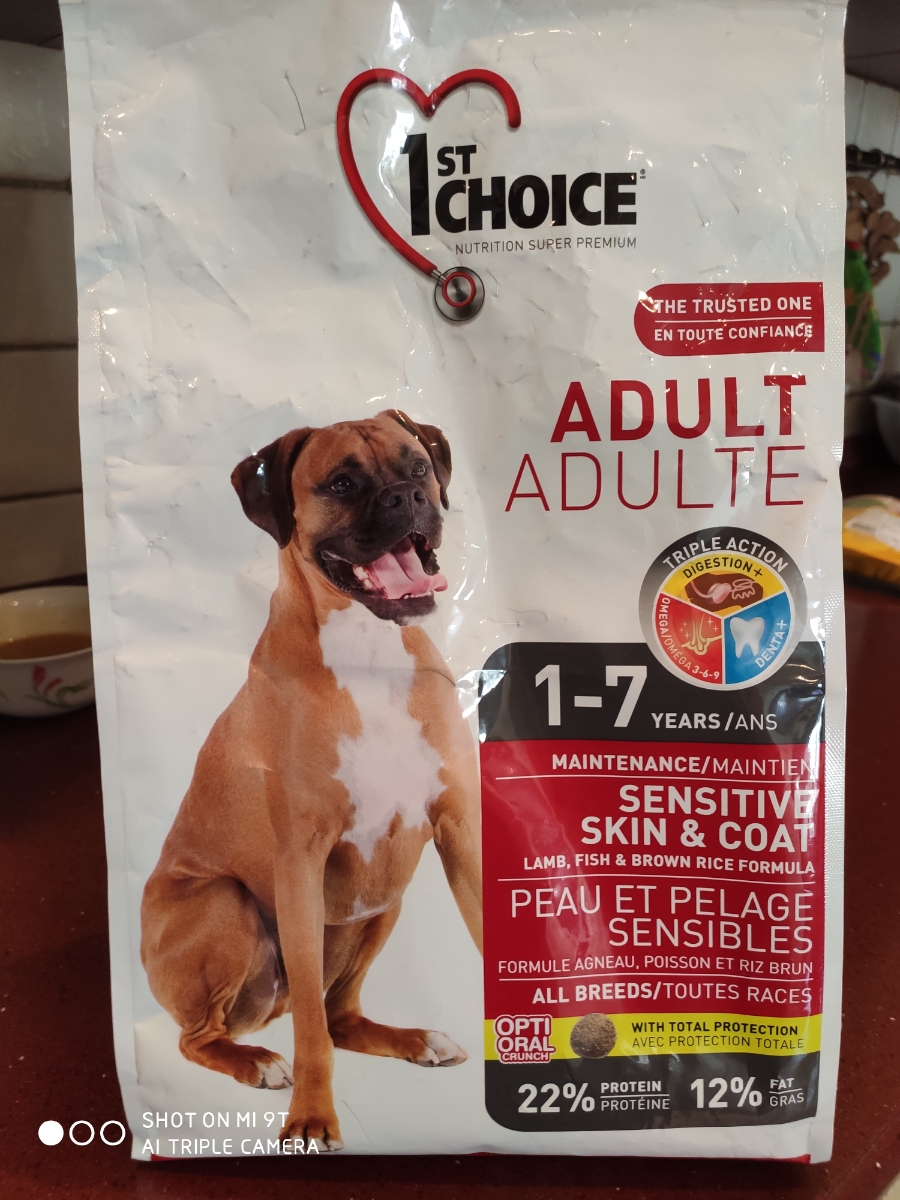 1ST
CHOICE®
NUTRITION SUPER PREMIUM
THE TRUSTED ONE
EN TOUTE CONFIANCE
ADULT
ADULTE
TRIPLE ACTION
DIGESTION+
OMEGA/OMÉGA 3-6-9
DENTA+
1-7 YEARS/ANS
MAINTENANCE/MAINTIEN
SENSITIVE
SKIN & COAT
LAMB, FISH & BROWN RICE FORMULA
PEAU ET PELAGE
SENSIBLES
FORMULE AGNEAU, POISSON ET RIZ BRUN
ALL BREEDS/TOUTES RACES
OPTI
ORAL
CRUNCH
WITH TOTAL PROTECTION
AVEC PROTECTION TOTALE
22% PROTEIN
PROTÉINE
12% FAT
GRAS
SHOT ON MI 9T
AI TRIPLE CAMERA